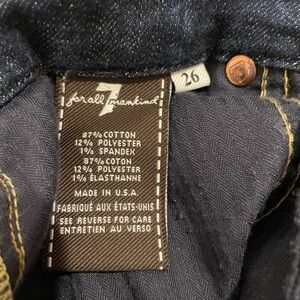 7
for all mankind
26
87% COTTON
12% POLYESTER
1% SPANDEX
87% COTON
12% POLYESTER
1% ÉLASTHANNE
MADE IN U.S.A.
FABRIQUÉ AUX ÉTATS-UNIS
SEE REVERSE FOR CARE
ENTRETIEN AU VERSO